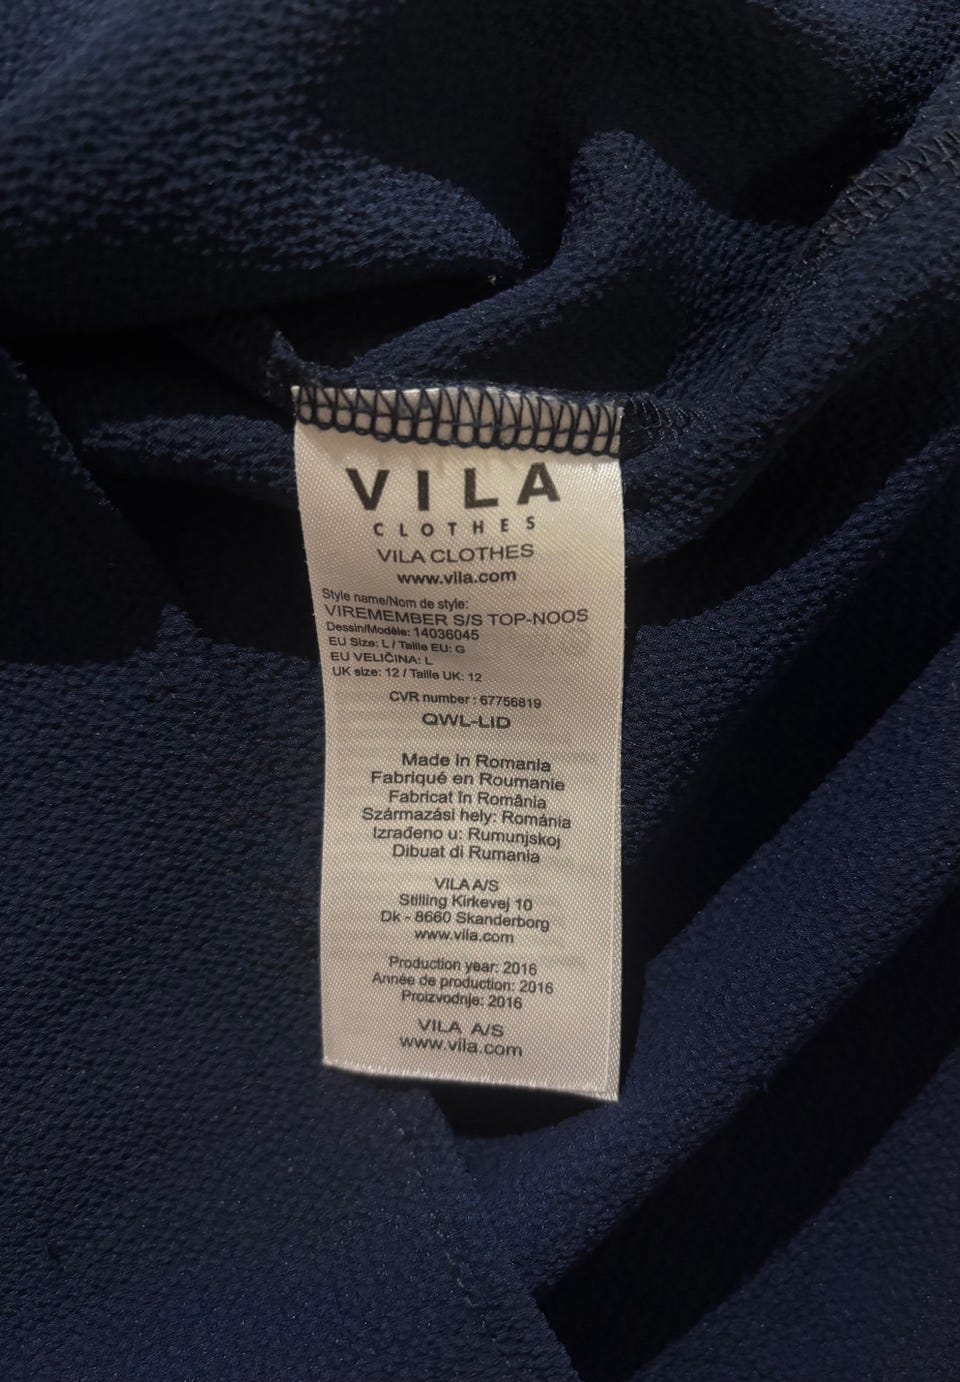 VILA
CLOTHES
VILA CLOTHES
www.vila.com
Style name/Nom de style:
VIREMEMBER S/S TOP-NOOS
Dessin/Modèle: 14036045
EU Size: L / Taille EU: G
EU VELIČINA: L
UK size: 12 / Taille UK: 12
CVR number : 67756819
QWL-LID
Made in Romania
Fabriqué en Roumanie
Fabricat în România
Származási hely: Románia
Izrađeno u: Rumunjskoj
Dibuat di Rumania
VILA A/S
Stilling Kirkevej 10
Dk - 8660 Skanderborg
www.vila.com
Production year: 2016
Année de production: 2016
Proizvodnje: 2016
VILA A/S
www.vila.com